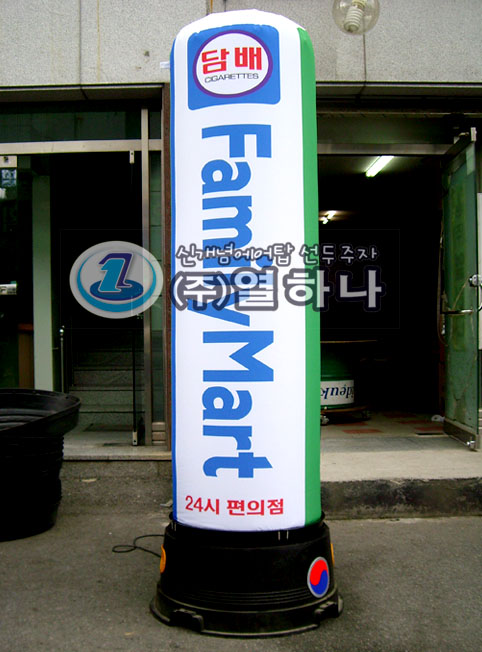 담배
CIGARETTES
FamilyMart
신개념에어탑 선두주자
1
(주)열하나
24시 편의점